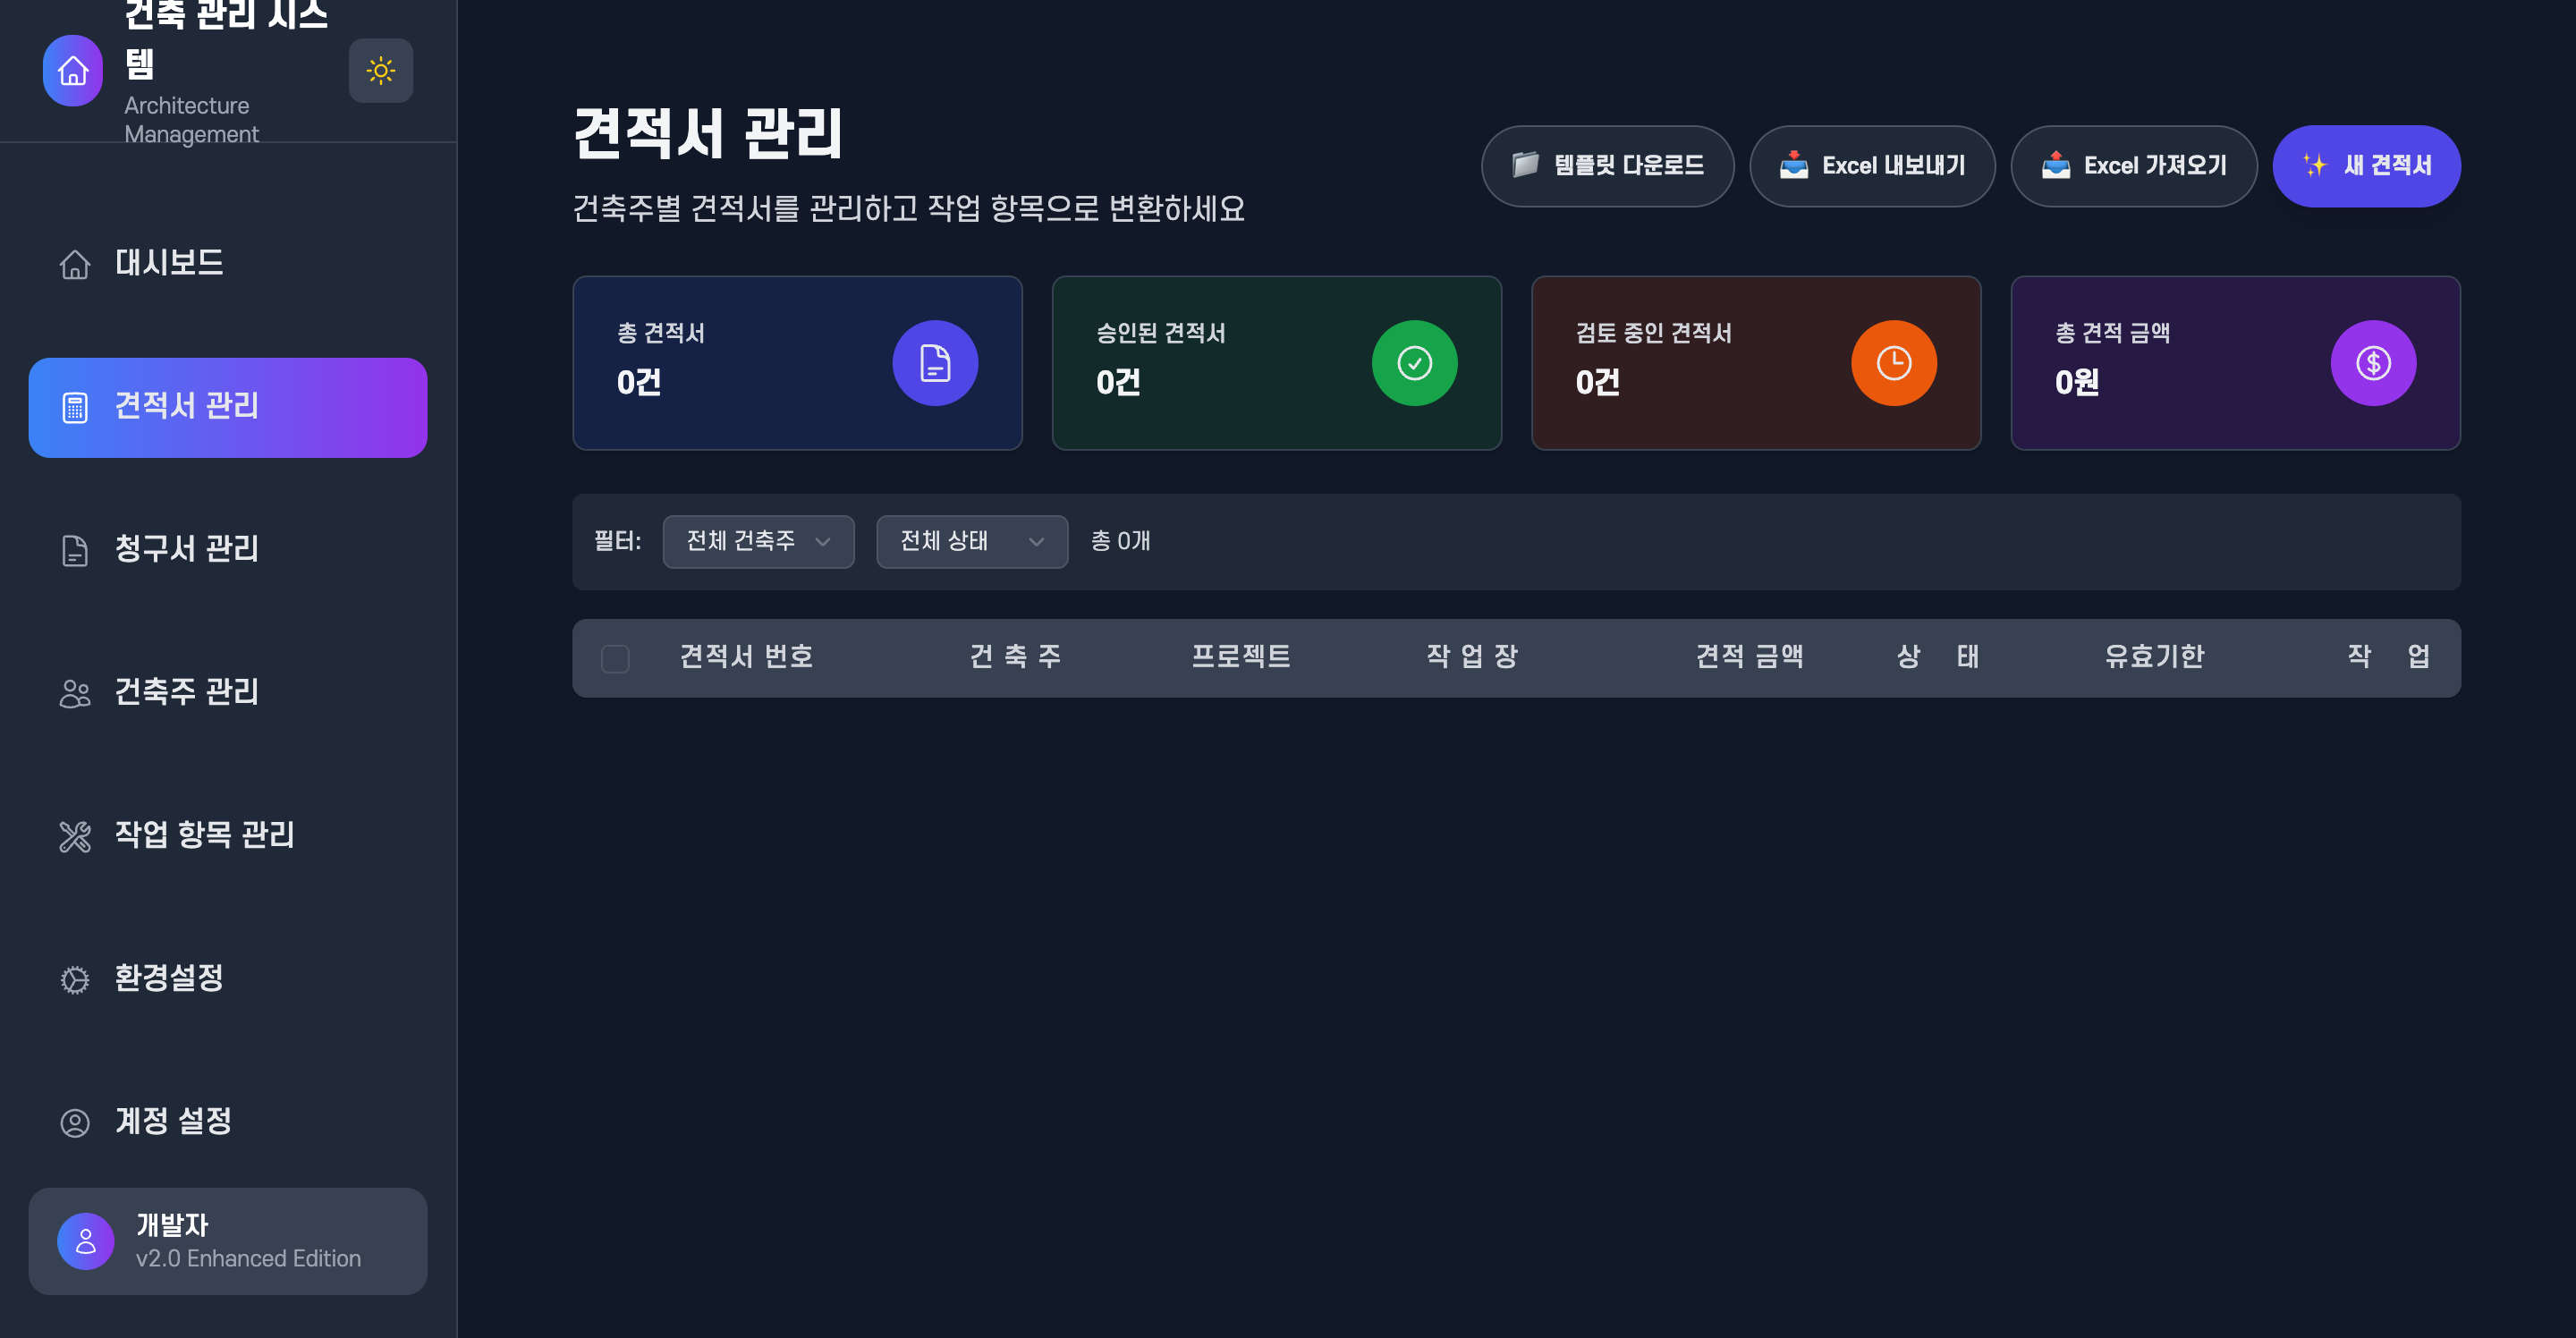 건축 관리 시스
템
Architecture
Management
대시보드
견적서 관리
청구서 관리
건축주 관리
작업 항목 관리
환경설정
계정 설정
개발자
v2.0 Enhanced Edition
견적서 관리
건축주별 견적서를 관리하고 작업 항목으로 변환하세요
템플릿 다운로드
Excel 내보내기
Excel 가져오기
새 견적서
총 견적서
0건
승인된 견적서
0건
검토 중인 견적서
0건
총 견적 금액
0원
필터: 전체 건축주 전체 상태 총 0개
견적서 번호 건 축 주 프로젝트 작 업 장 견적 금액 상 태 유효기한 작 업